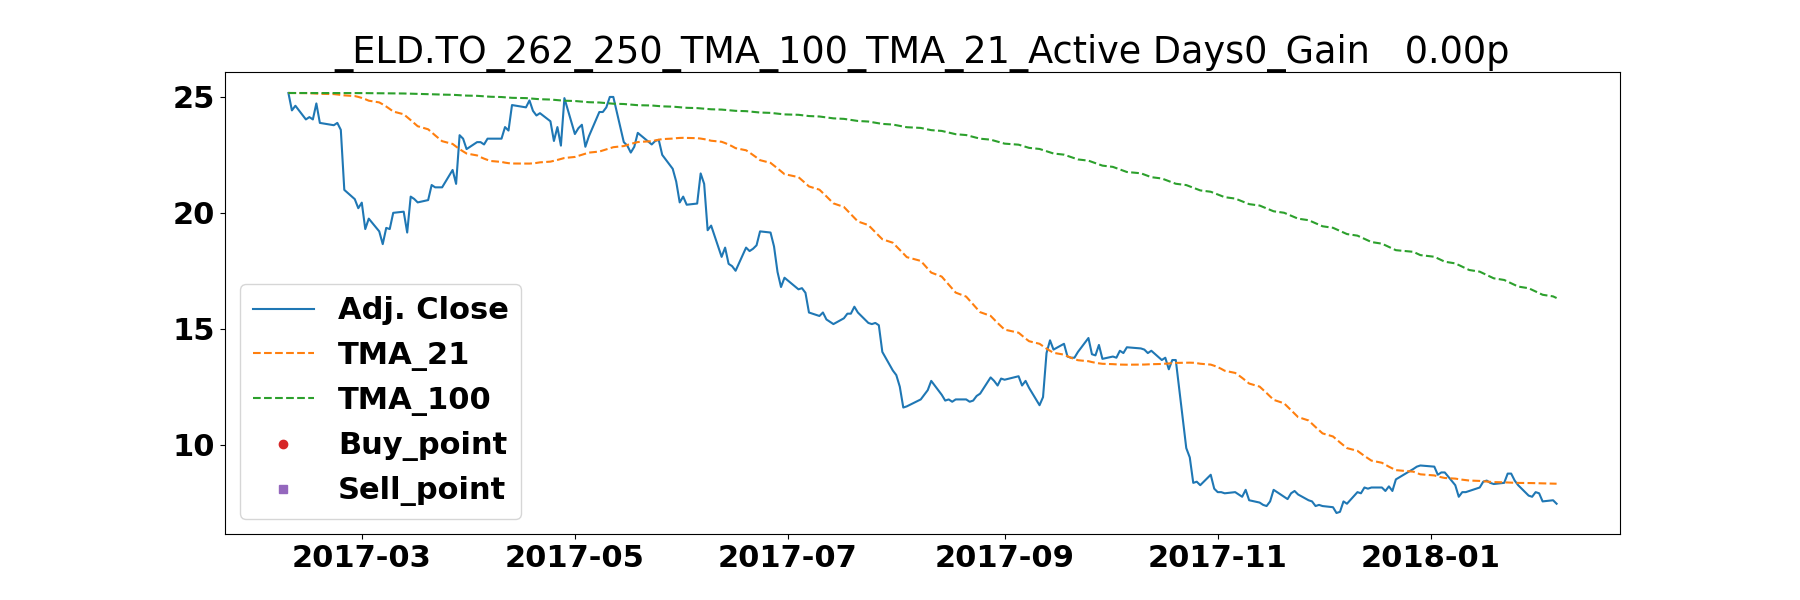 _ELD.TO_262_250_TMA_100_TMA_21_Active Days0_Gain   0.00p
25
20
15
10
Adj. Close
TMA_21
TMA_100
Buy_point
Sell_point
2017-03 2017-05 2017-07 2017-09 2017-11 2018-01